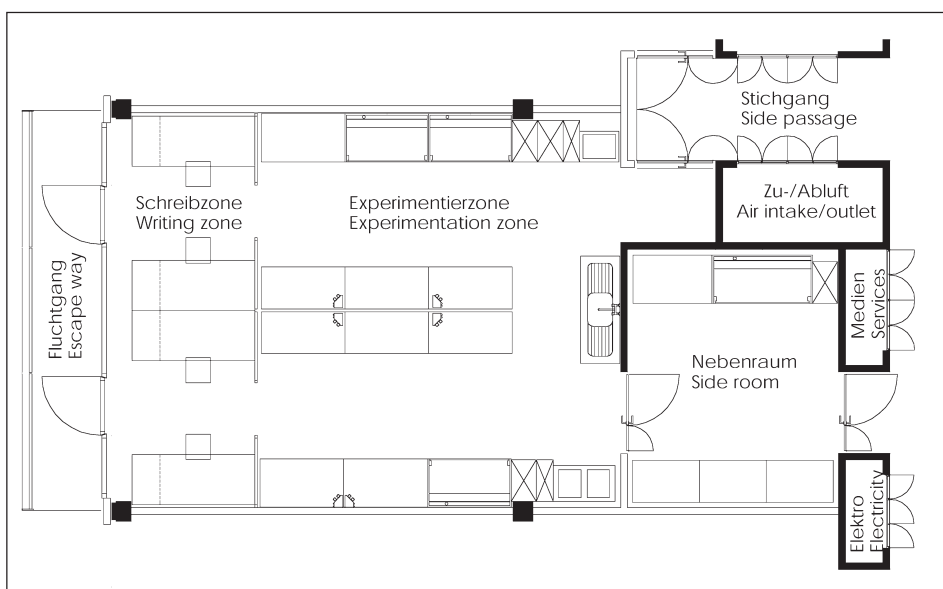 Stichgang
Side passage
Zu-/Abluft
Air intake/outlet
Schreibzone
Writing zone
Experimentierzone
Experimentation zone
Fluchtgang
Escape way
Medien
Services
Nebenraum
Side room
Elektro
Electricity